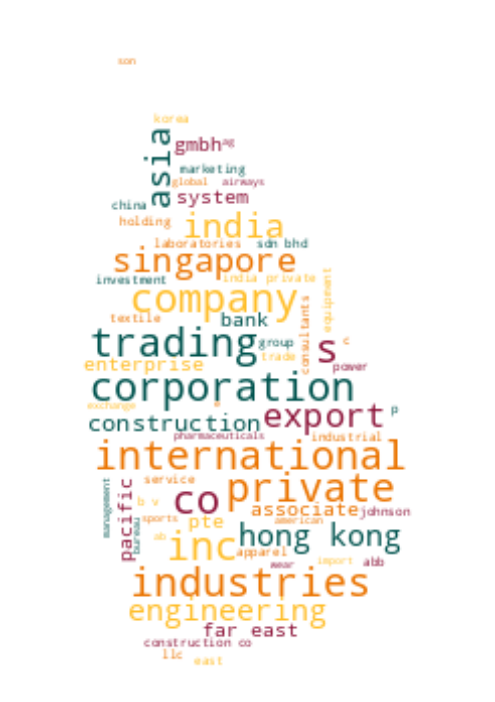 son
korea
asia
gmbh ag
marketing
global airways
system
china
holding
india
laboratories sdn bhd
singapore
investment india private
equipment
company
consultants
textile bank
trading group s c
enterprise trade power
corporation
exchange e
construction export p
pharmaceuticals industrial
international
service
management
pacific
bureau
b v co private
associate johnson
sports pte american
ab inc hong kong
apparel
wear import abb
industries
engineering
far east
construction co
llc
east